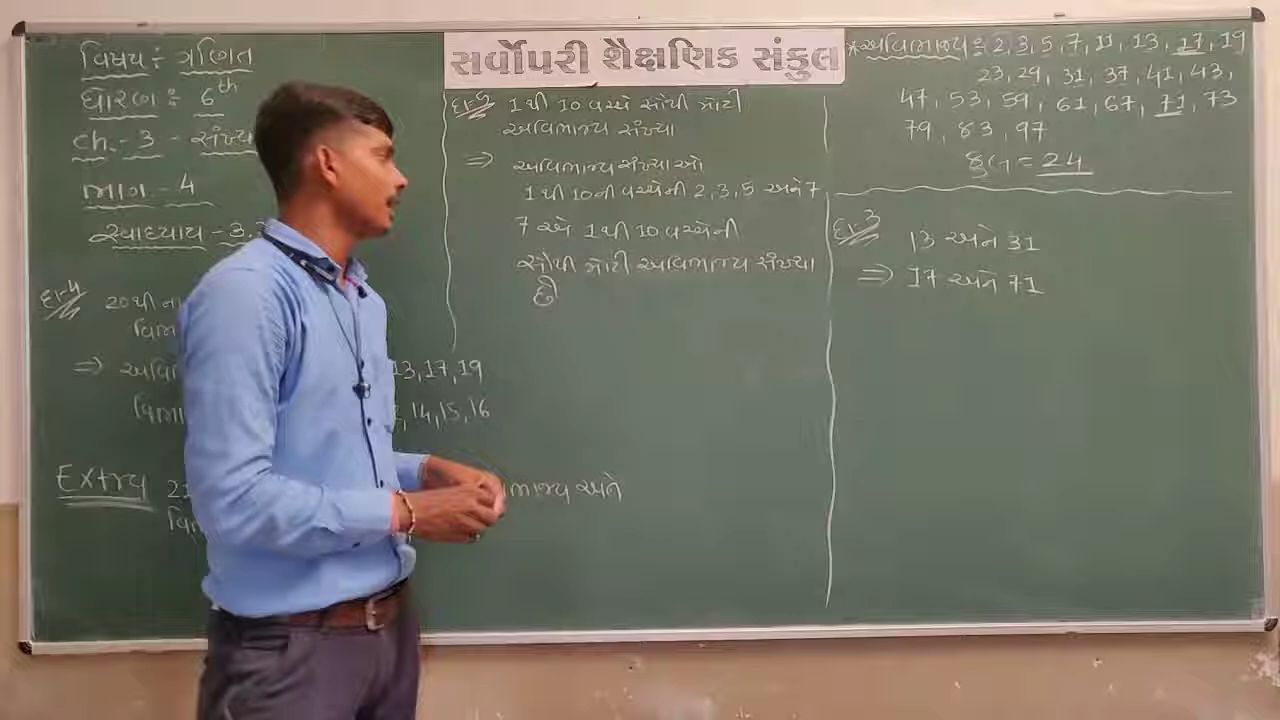 સર્વોપરી શૈક્ષણિક સંકુલ
વિષય : ગણિત
ધોરણ : 6th
ch. - 3 - સંખ્યા
ભાગ - 4
સ્વાધ્યાય - 3.
દા-4 20 થી ના
વિભા
⇒ અવિ 13, 17, 19
વિભા 14, 15, 16
Extra 21 ભાજ્ય અને
વિ
દા-5 1 થી 10 વચ્ચે સૌથી મોટી
અવિભાજ્ય સંખ્યા
⇒ અવિભાજ્ય સંખ્યાઓ
1 થી 10 ની વચ્ચેની 2, 3, 5 અને 7
7 એ 1 થી 10 વચ્ચેની
સૌથી મોટી અવિભાજ્ય સંખ્યા
છે
* અવિભાજ્ય : 2, 3, 5, 7, 11, 13, 17, 19
23, 29, 31, 37, 41, 43,
47, 53, 59, 61, 67, 71, 73
79, 83, 97
કુલ = 24
દા-3 13 અને 31
⇒ 17 અને 71